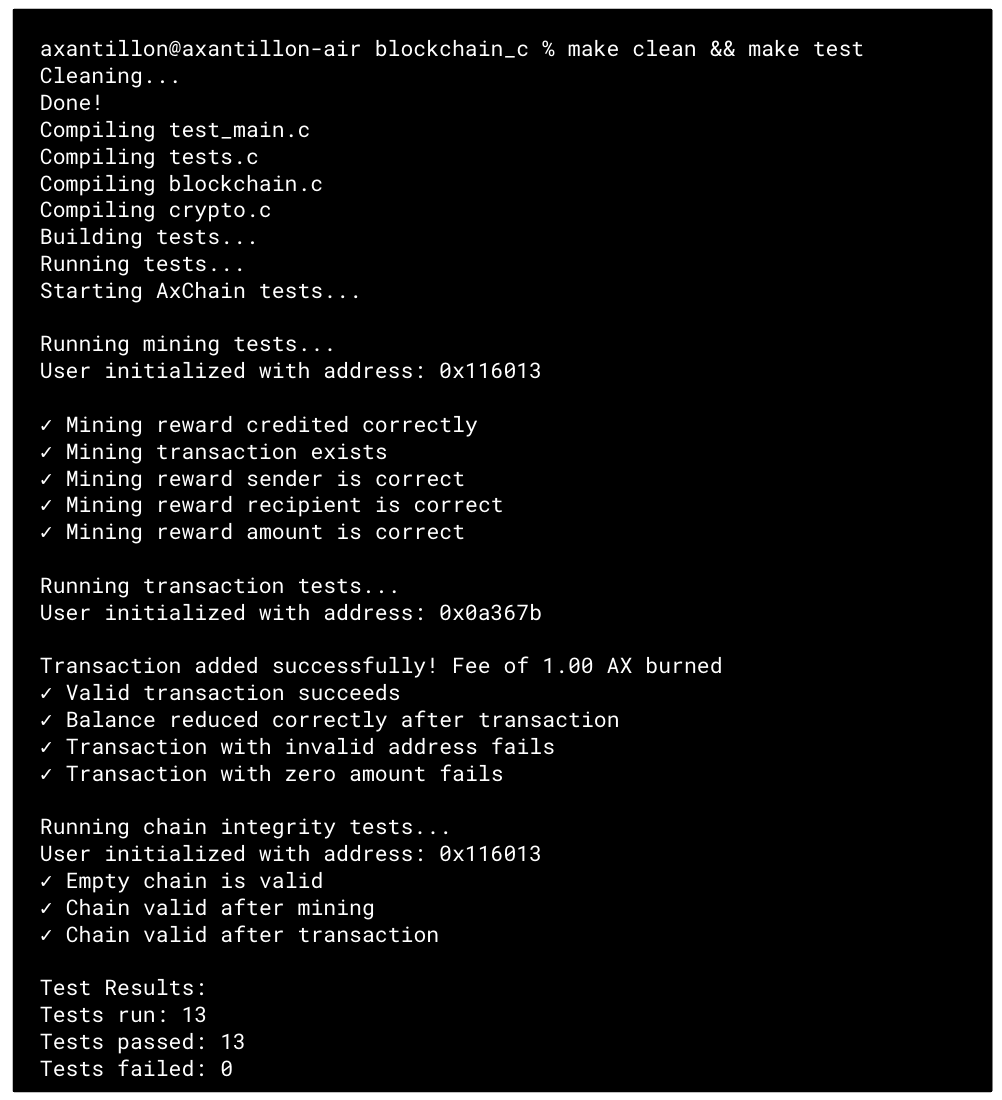 axantillon@axantillon-air blockchain_c % make clean && make test
Cleaning...
Done!
Compiling test_main.c
Compiling tests.c
Compiling blockchain.c
Compiling crypto.c
Building tests...
Running tests...
Starting AxChain tests...
Running mining tests...
User initialized with address: 0x116013
✓ Mining reward credited correctly
✓ Mining transaction exists
✓ Mining reward sender is correct
✓ Mining reward recipient is correct
✓ Mining reward amount is correct
Running transaction tests...
User initialized with address: 0x0a367b
Transaction added successfully! Fee of 1.00 AX burned
✓ Valid transaction succeeds
✓ Balance reduced correctly after transaction
✓ Transaction with invalid address fails
✓ Transaction with zero amount fails
Running chain integrity tests...
User initialized with address: 0x116013
✓ Empty chain is valid
✓ Chain valid after mining
✓ Chain valid after transaction
Test Results:
Tests run: 13
Tests passed: 13
Tests failed: 0